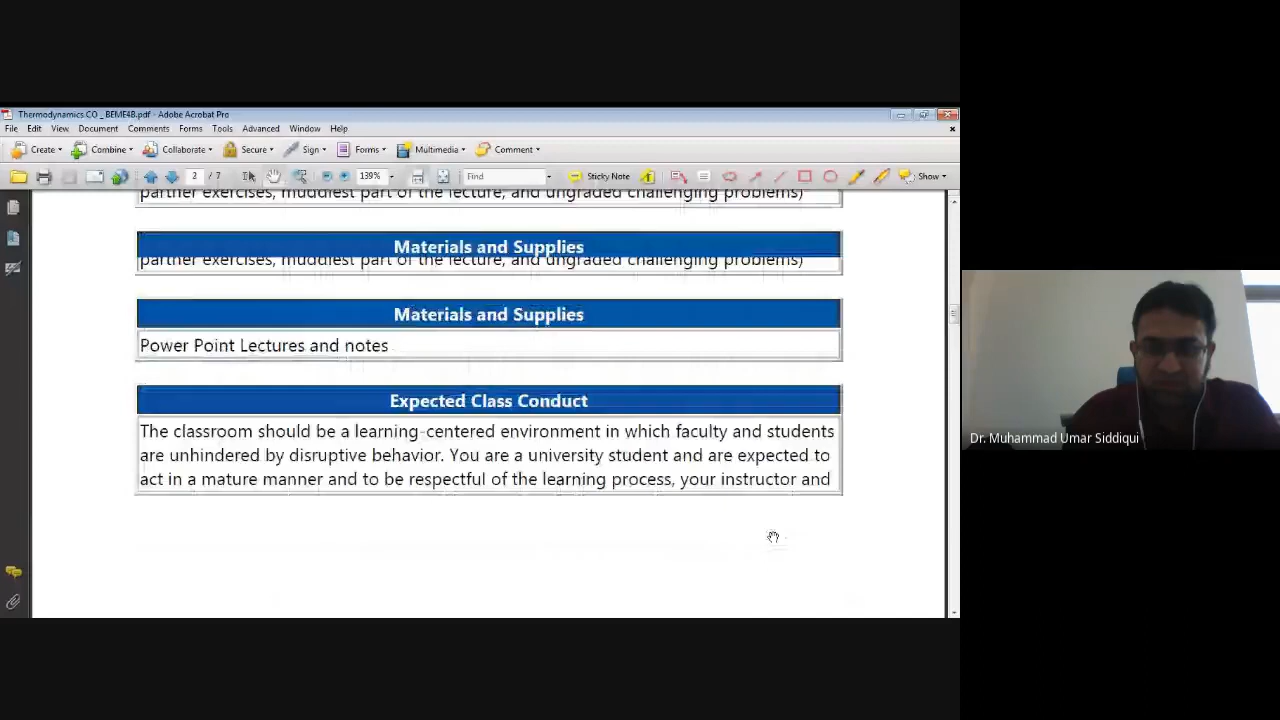 Thermodynamics CO _ BEME4B.pdf - Adobe Acrobat Pro
File Edit View Document Comments Forms Tools Advanced Window Help
Create Combine Collaborate Secure Sign Forms Multimedia Comment
2 / 7 139% Find Sticky Note Show
partner exercises, muddiest part of the lecture, and ungraded challenging problems)
Materials and Supplies
partner exercises, muddiest part of the lecture, and ungraded challenging problems)
Materials and Supplies
Power Point Lectures and notes
Expected Class Conduct
The classroom should be a learning-centered environment in which faculty and students
are unhindered by disruptive behavior. You are a university student and are expected to
act in a mature manner and to be respectful of the learning process, your instructor and
Dr. Muhammad Umar Siddiqui